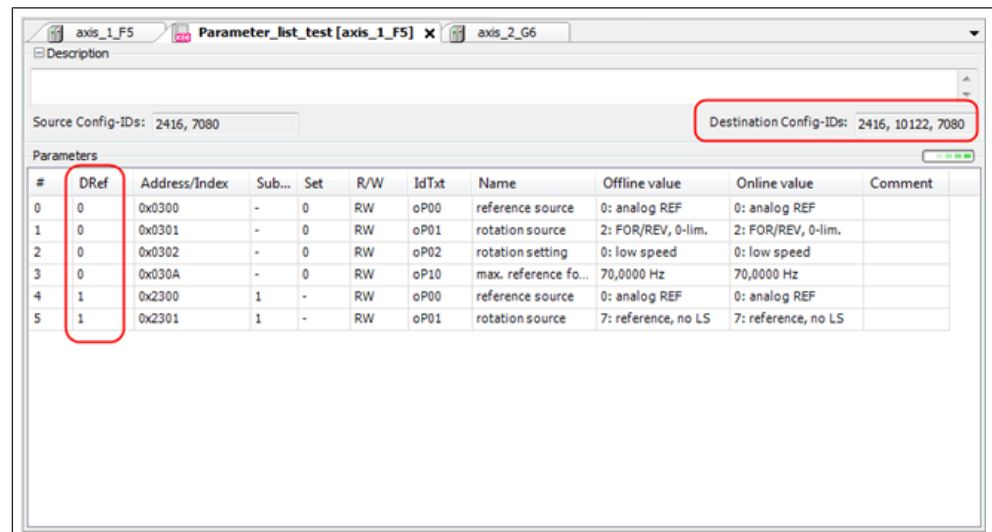 axis_1_F5 Parameter_list_test [axis_1_F5] X axis_2_G6
Description
Source Config-IDs: 2416, 7080 Destination Config-IDs: 2416, 10122, 7080
Parameters
# DRef Address/Index Sub... Set R/W IdTxt Name Offline value Online value Comment
0 0 0x0300 - 0 RW oP00 reference source 0: analog REF 0: analog REF
1 0 0x0301 - 0 RW oP01 rotation source 2: FOR/REV, 0-lim. 2: FOR/REV, 0-lim.
2 0 0x0302 - 0 RW oP02 rotation setting 0: low speed 0: low speed
3 0 0x030A - 0 RW oP10 max. reference fo... 70,0000 Hz 70,0000 Hz
4 1 0x2300 1 - RW oP00 reference source 0: analog REF 0: analog REF
5 1 0x2301 1 - RW oP01 rotation source 7: reference, no LS 7: reference, no LS